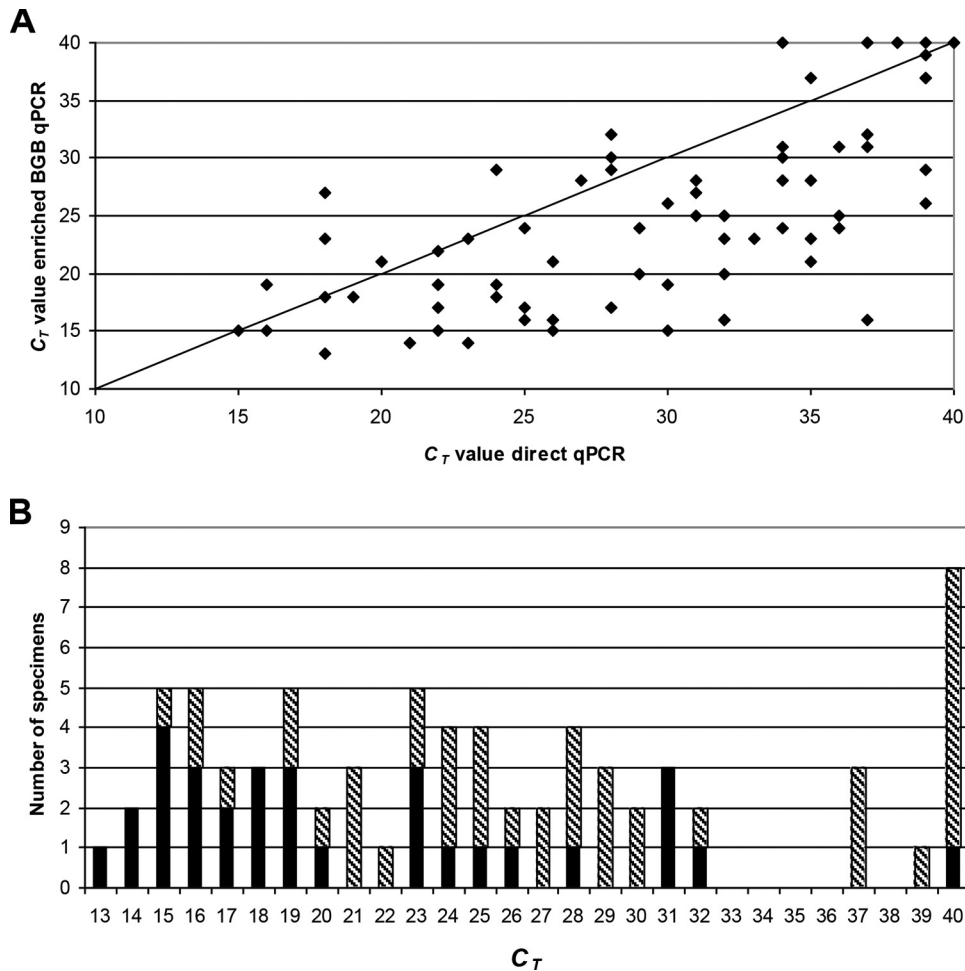 A
C_T value enriched BGB qPCR
40
35
30
25
20
15
10
10 15 20 25 30 35 40
C_T value direct qPCR
B
Number of specimens
9
8
7
6
5
4
3
2
1
0
13 14 15 16 17 18 19 20 21 22 23 24 25 26 27 28 29 30 31 32 33 34 35 36 37 38 39 40
C_T